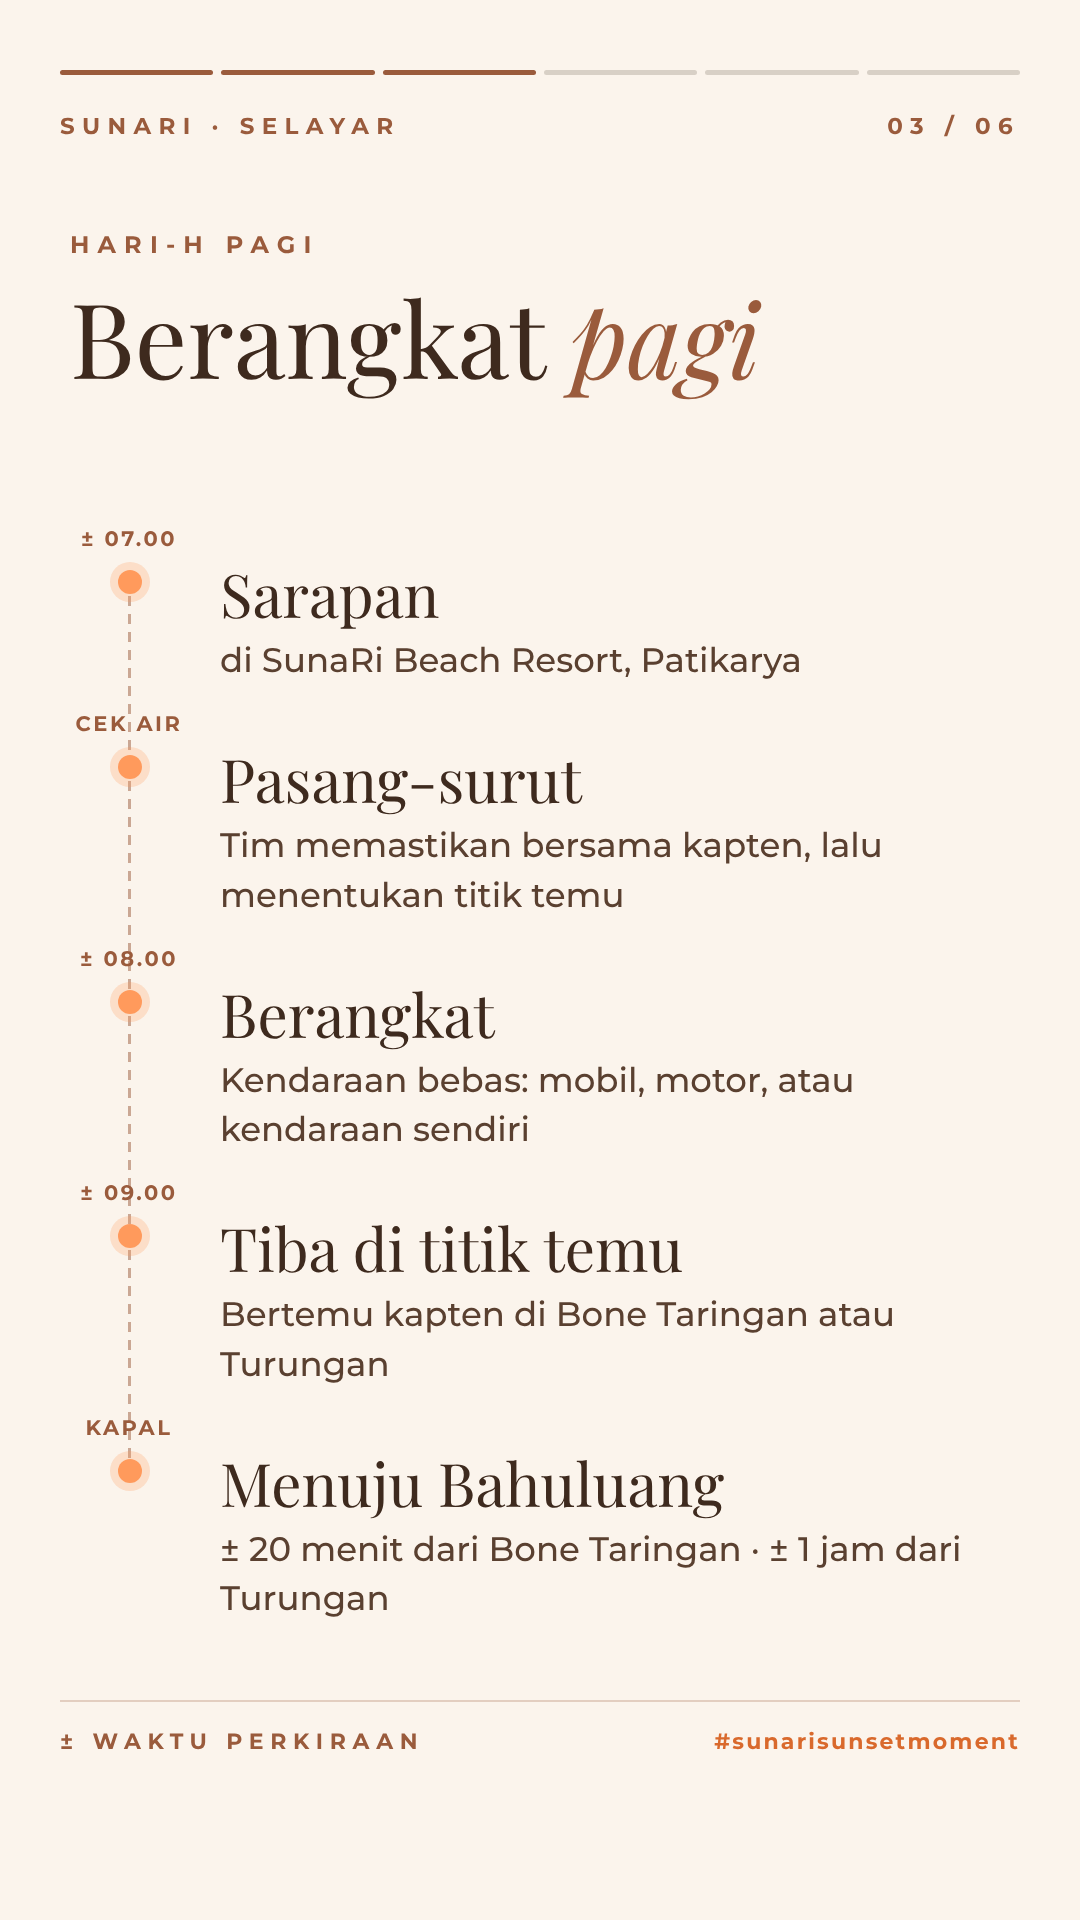 SUNARI · SELAYAR
03 / 06
HARI-H PAGI
Berangkat pagi
± 07.00
Sarapan
di SunaRi Beach Resort, Patikarya
CEK AIR
Pasang-surut
Tim memastikan bersama kapten, lalu
menentukan titik temu
± 08.00
Berangkat
Kendaraan bebas: mobil, motor, atau
kendaraan sendiri
± 09.00
Tiba di titik temu
Bertemu kapten di Bone Taringan atau
Turungan
KAPAL
Menuju Bahuluang
± 20 menit dari Bone Taringan · ± 1 jam dari
Turungan
± WAKTU PERKIRAAN
#sunarisunsetmoment